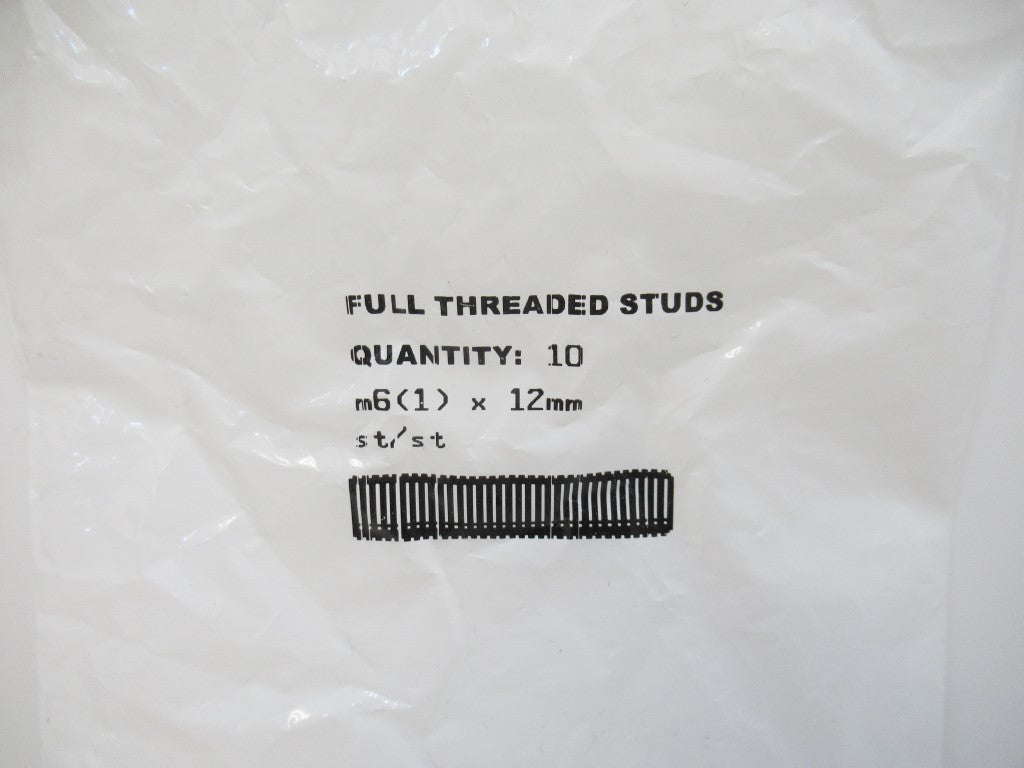 FULL THREADED STUDS
QUANTITY: 10
m6(1) x 12mm
st/st